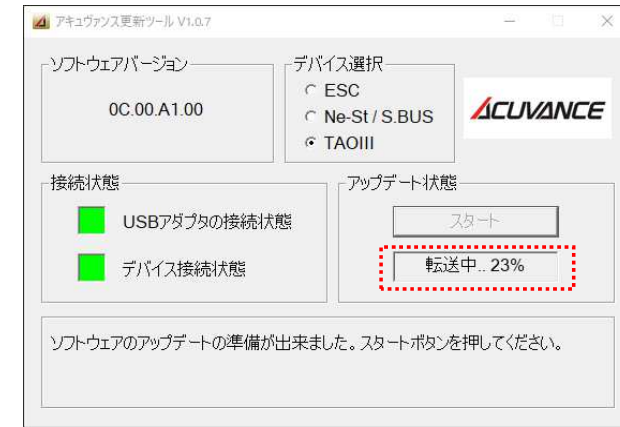 アキュヴァンス更新ツール V1.0.7
ソフトウェアバージョン
0C.00.A1.00
デバイス選択
ESC
Ne-St / S.BUS
TAOIII
ACUVANCE
接続状態
USBアダプタの接続状態
デバイス接続状態
アップデート状態
スタート
転送中.. 23%
ソフトウェアのアップデートの準備が出来ました。スタートボタンを押してください。